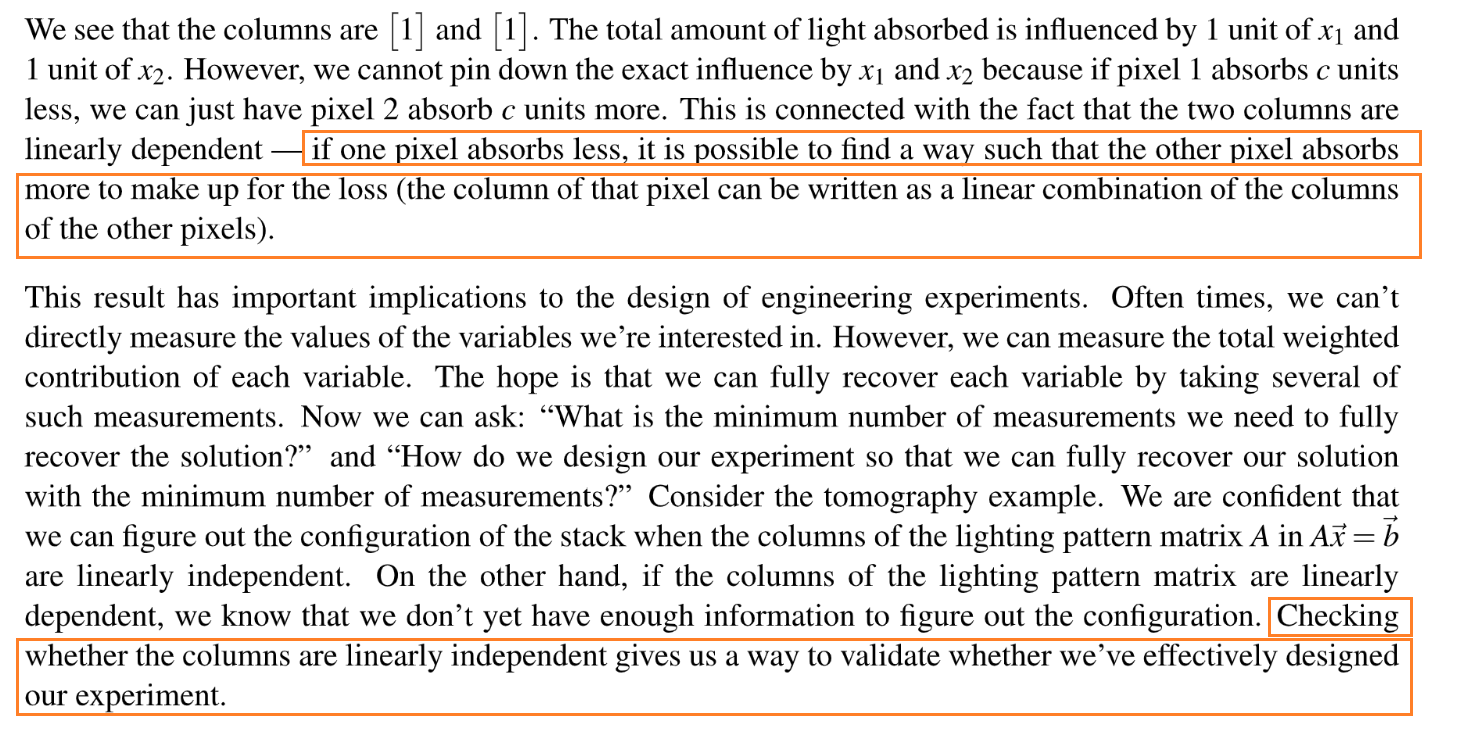 We see that the columns are [1] and [1]. The total amount of light absorbed is influenced by 1 unit of x₁ and
1 unit of x₂. However, we cannot pin down the exact influence by x₁ and x₂ because if pixel 1 absorbs c units
less, we can just have pixel 2 absorb c units more. This is connected with the fact that the two columns are
linearly dependent — if one pixel absorbs less, it is possible to find a way such that the other pixel absorbs
more to make up for the loss (the column of that pixel can be written as a linear combination of the columns
of the other pixels).
This result has important implications to the design of engineering experiments. Often times, we can’t
directly measure the values of the variables we’re interested in. However, we can measure the total weighted
contribution of each variable. The hope is that we can fully recover each variable by taking several of
such measurements. Now we can ask: “What is the minimum number of measurements we need to fully
recover the solution?” and “How do we design our experiment so that we can fully recover our solution
with the minimum number of measurements?” Consider the tomography example. We are confident that
we can figure out the configuration of the stack when the columns of the lighting pattern matrix A in Ax⃗ = b⃗
are linearly independent. On the other hand, if the columns of the lighting pattern matrix are linearly
dependent, we know that we don’t yet have enough information to figure out the configuration. Checking
whether the columns are linearly independent gives us a way to validate whether we’ve effectively designed
our experiment.